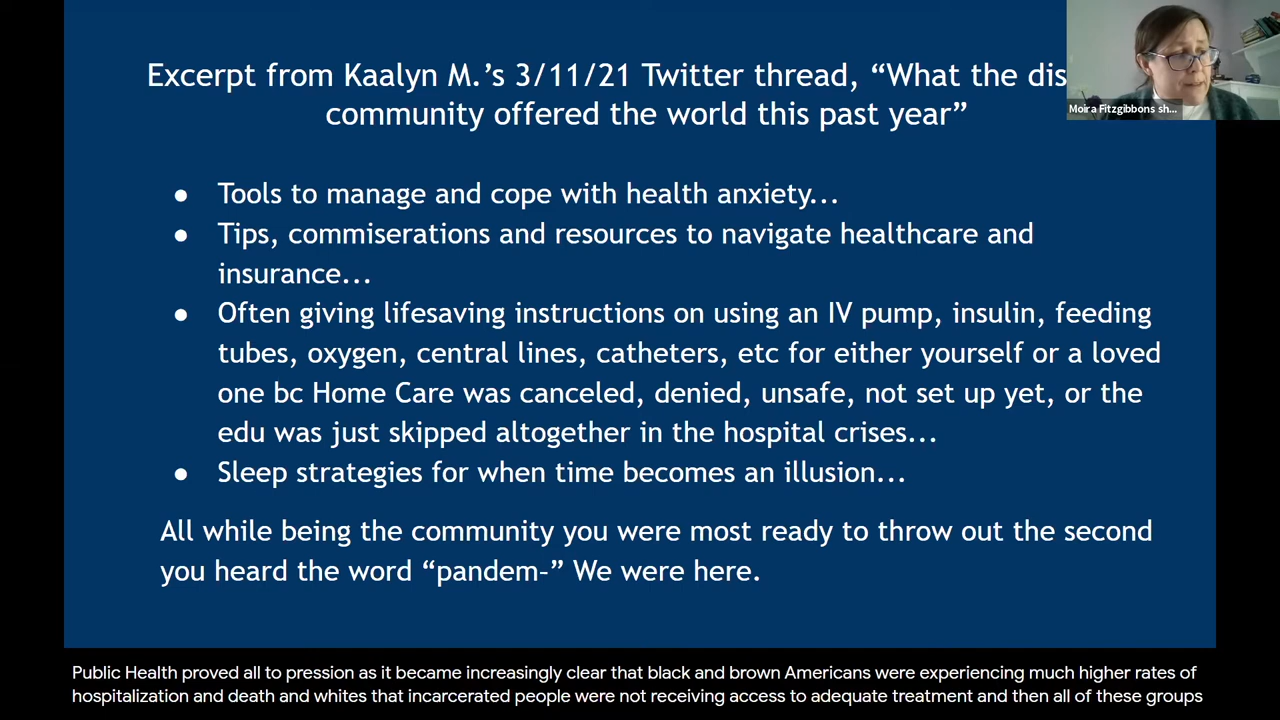 Excerpt from Kaalyn M.’s 3/11/21 Twitter thread, “What the dis
community offered the world this past year”
Moira Fitzgibbons sh...
● Tools to manage and cope with health anxiety...
● Tips, commiserations and resources to navigate healthcare and
insurance...
● Often giving lifesaving instructions on using an IV pump, insulin, feeding
tubes, oxygen, central lines, catheters, etc for either yourself or a loved
one bc Home Care was canceled, denied, unsafe, not set up yet, or the
edu was just skipped altogether in the hospital crises...
● Sleep strategies for when time becomes an illusion...
All while being the community you were most ready to throw out the second
you heard the word “pandem–” We were here.
Public Health proved all to pression as it became increasingly clear that black and brown Americans were experiencing much higher rates of
hospitalization and death and whites that incarcerated people were not receiving access to adequate treatment and then all of these groups